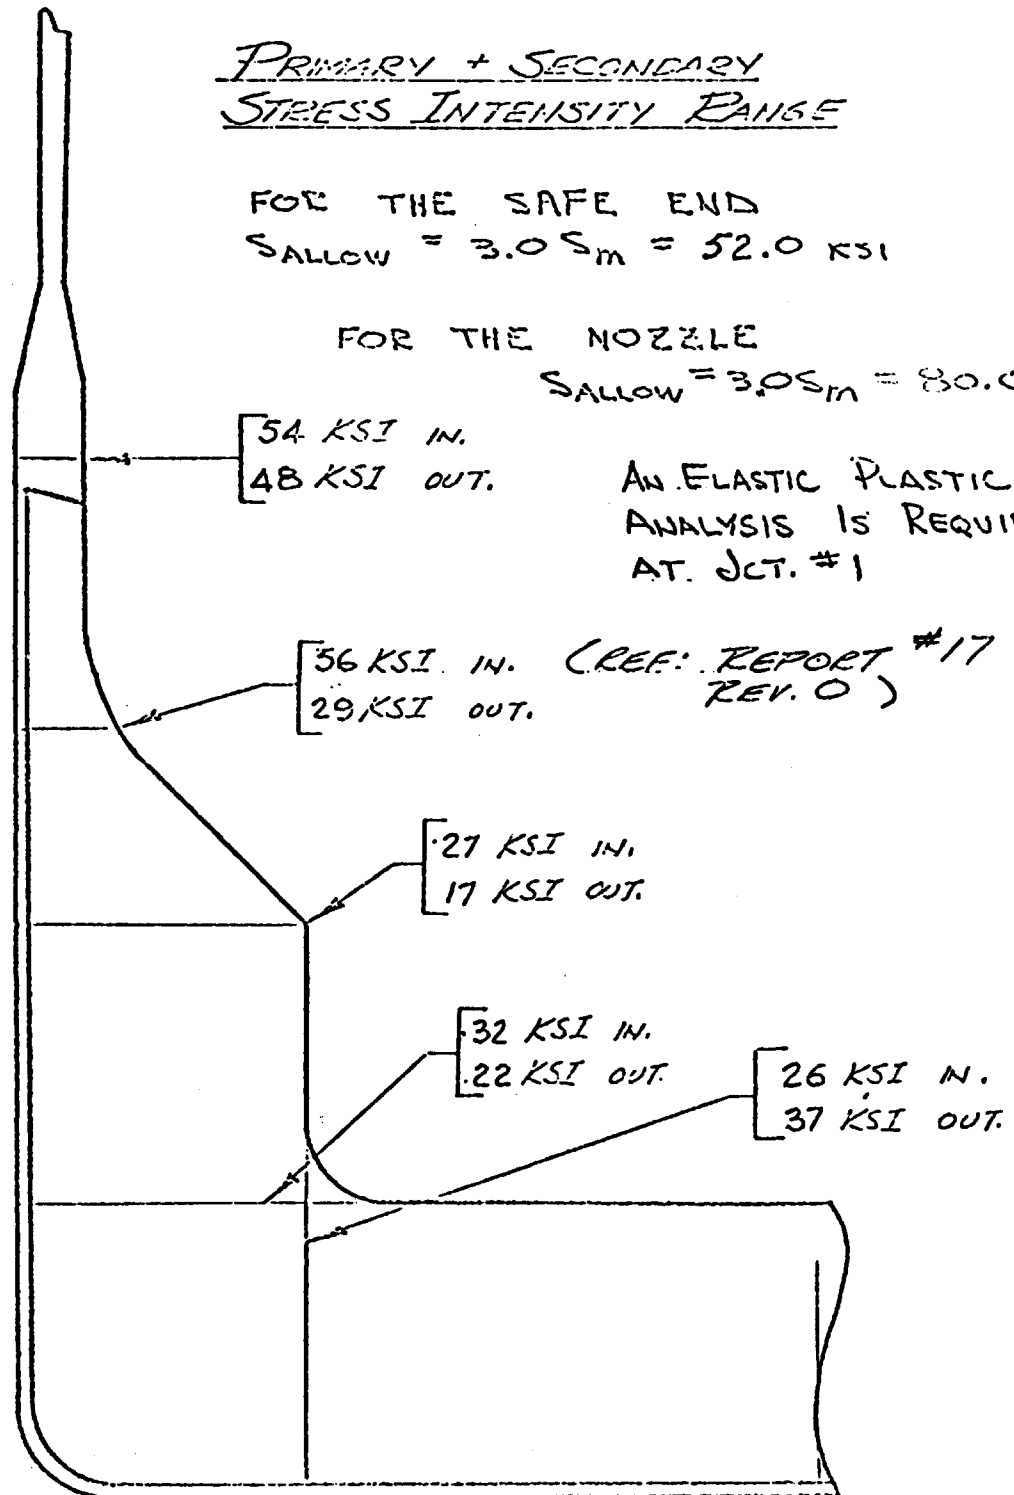 PRIMARY + SECONDARY
STRESS INTENSITY RANGE
FOR THE SAFE END
SALLOW = 3.0 Sm = 52.0 KSI
FOR THE NOZZLE
SALLOW = 3.0Sm = 80.0
54 KSI IN.
48 KSI OUT.
AN ELASTIC PLASTIC
ANALYSIS IS
AT JCT. #1
56 KSI IN. (REF: REPORT #17
29 KSI OUT. REV. 0)
27 KSI IN.
17 KSI OUT.
32 KSI IN.
22 KSI OUT.
26 KSI IN.
37 KSI OUT.